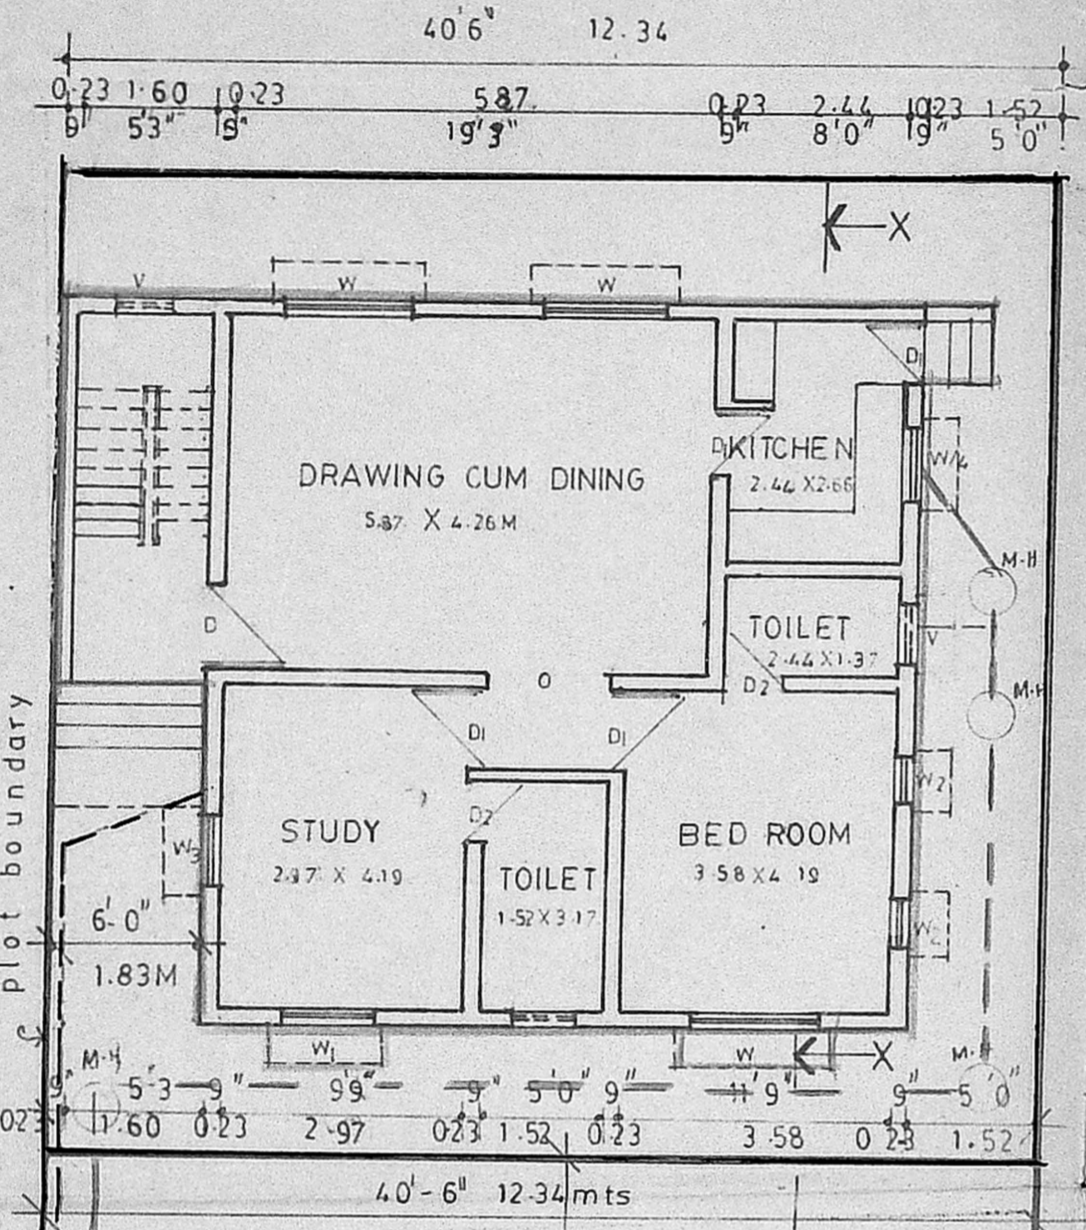 40'6" 12.34
0.23 1.60 0.23 5.87 0.23 2.44 0.23 1.52
9" 5'3" 9" 19'3" 9" 8'0" 9" 5'0"
X
V W W
D1
D1 KITCHEN W4
2.44 X2.66
DRAWING CUM DINING
5.87 X 4.26M
M-H
D TOILET V
2.44 X1.37
O D2 M-H
D1 D1
W2
STUDY D2 BED ROOM
W3
2.97 X 4.19 TOILET 3.58 X4.19
1.52 X3.17
W2
plot boundary
6'-0"
1.83M
W1 W X
M-H M-H
9" 5'3 9" 9'9" 9" 5'0" 9" 11'9" 9" 5'0"
0.23 1.60 0.23 2.97 0.23 1.52 0.23 3.58 0.23 1.52
40'-6" 12.34 mts